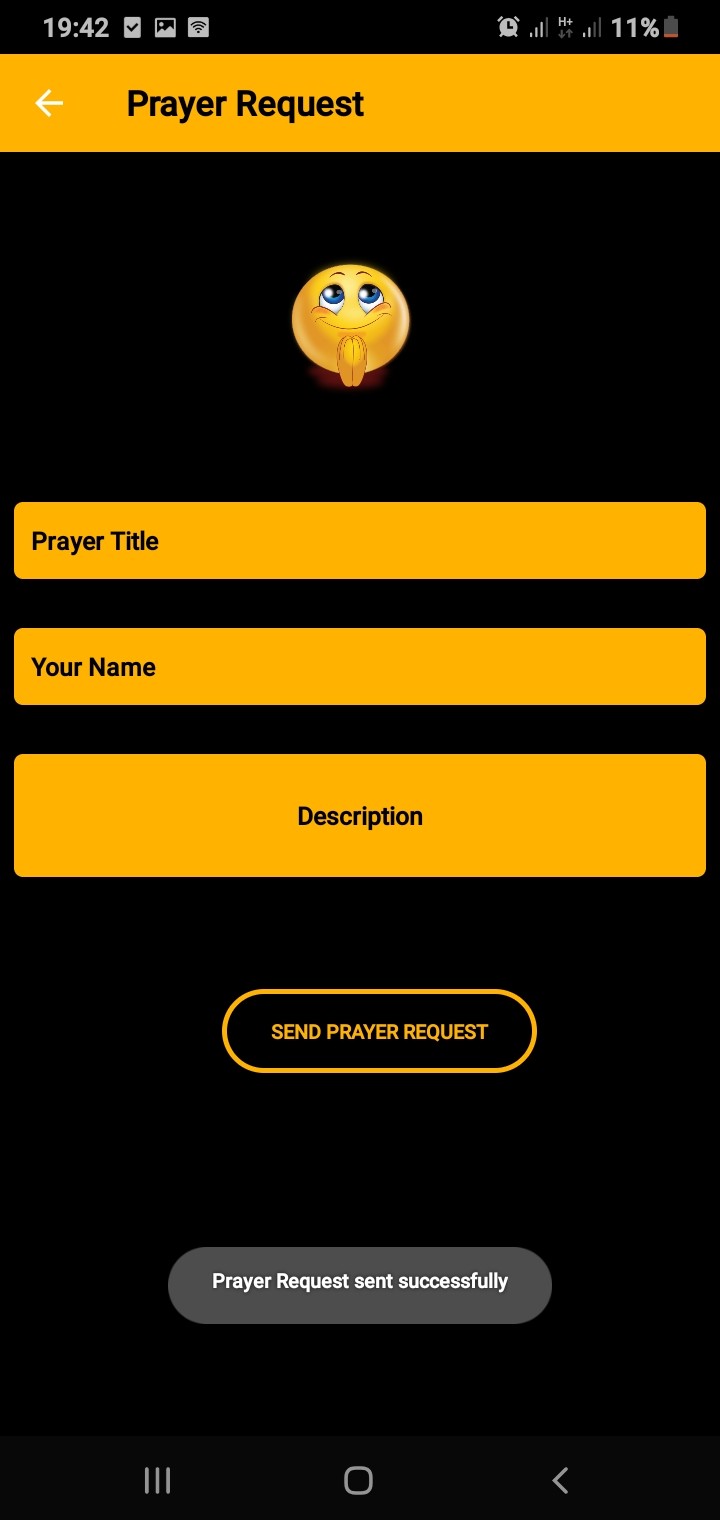 19:42
H+
11%
Prayer Request
Prayer Title
Your Name
Description
SEND PRAYER REQUEST
Prayer Request sent successfully